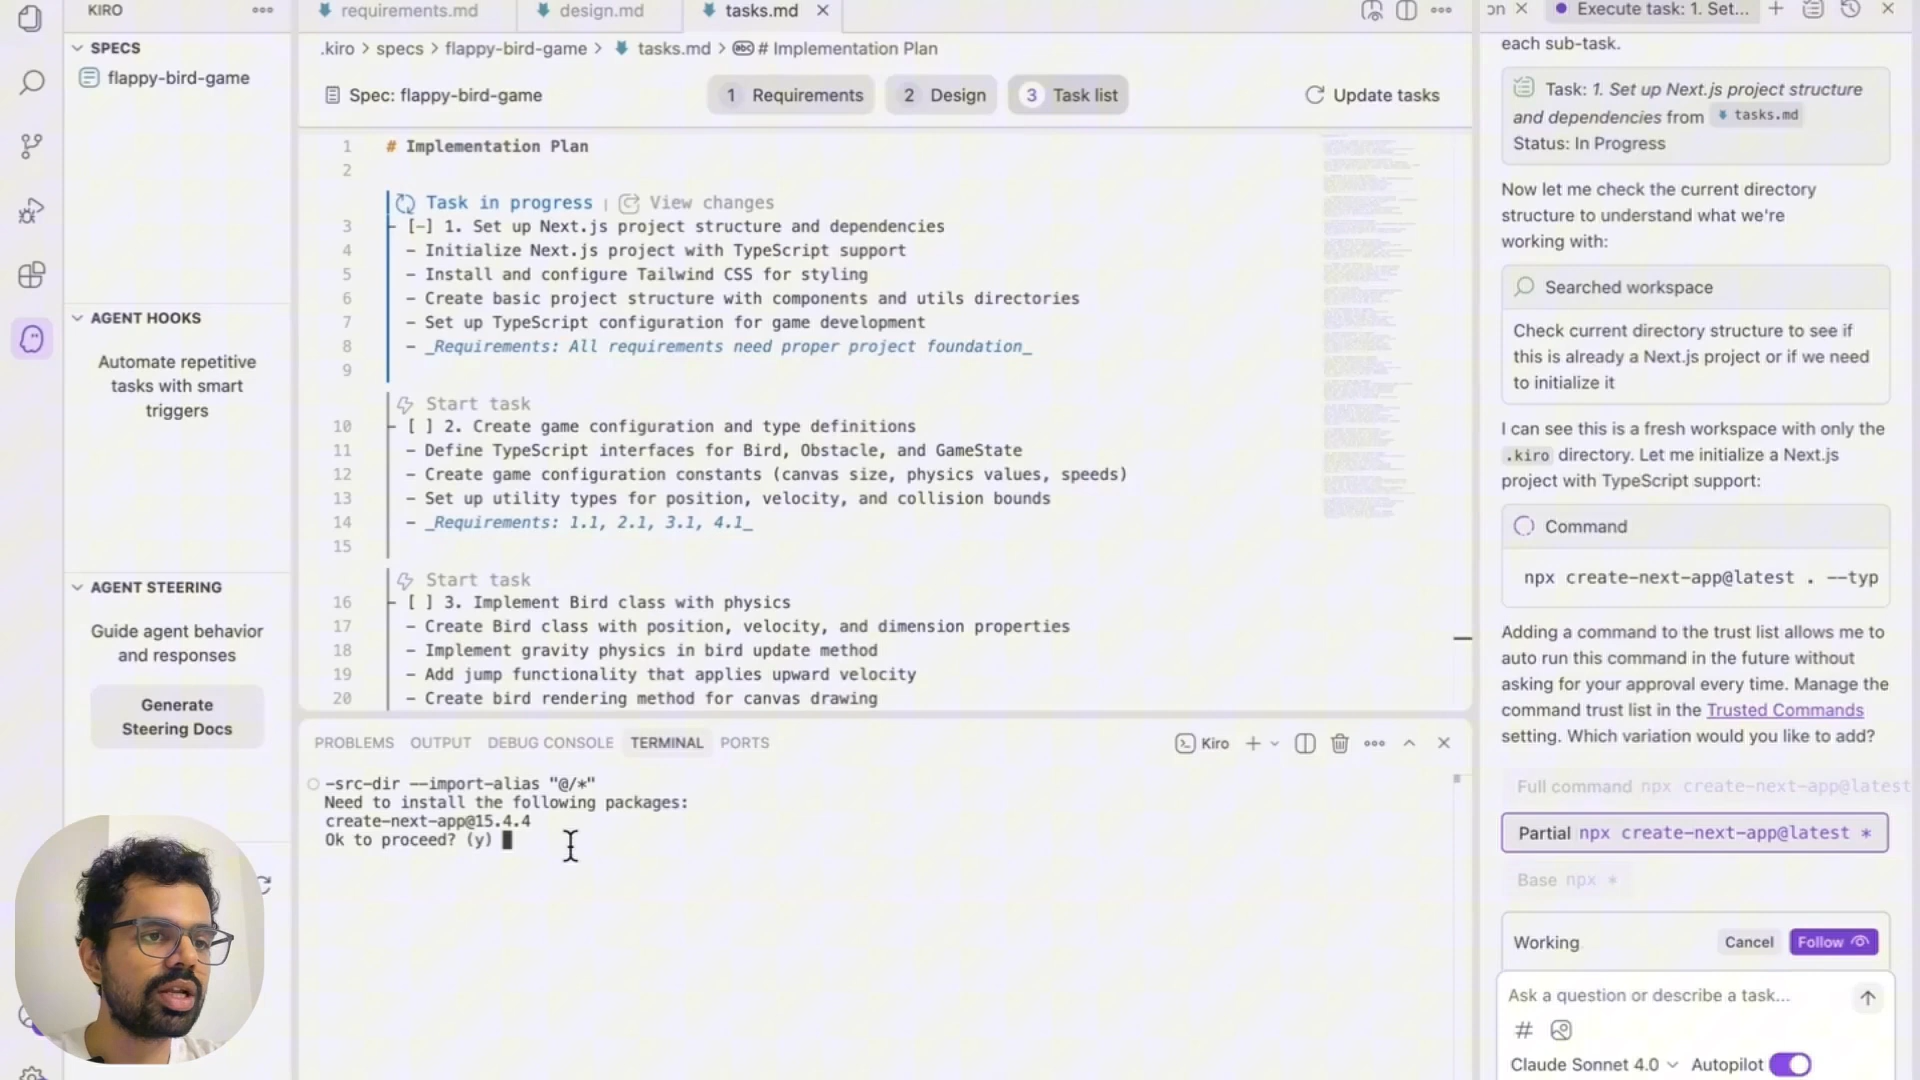 KIRO
SPECS
flappy-bird-game
AGENT HOOKS
Automate repetitive
tasks with smart
triggers
AGENT STEERING
Guide agent behavior
and responses
Generate
Steering Docs
requirements.md
design.md
tasks.md
.kiro > specs > flappy-bird-game > tasks.md > # Implementation Plan
Spec: flappy-bird-game
1 Requirements
2 Design
3 Task list
Update tasks
1 # Implementation Plan
2
Task in progress | View changes
3 - [-] 1. Set up Next.js project structure and dependencies
4 - Initialize Next.js project with TypeScript support
5 - Install and configure Tailwind CSS for styling
6 - Create basic project structure with components and utils directories
7 - Set up TypeScript configuration for game development
8 - _Requirements: All requirements need proper project foundation_
9
Start task
10 - [ ] 2. Create game configuration and type definitions
11 - Define TypeScript interfaces for Bird, Obstacle, and GameState
12 - Create game configuration constants (canvas size, physics values, speeds)
13 - Set up utility types for position, velocity, and collision bounds
14 - _Requirements: 1.1, 2.1, 3.1, 4.1_
15
Start task
16 - [ ] 3. Implement Bird class with physics
17 - Create Bird class with position, velocity, and dimension properties
18 - Implement gravity physics in bird update method
19 - Add jump functionality that applies upward velocity
20 - Create bird rendering method for canvas drawing
PROBLEMS OUTPUT DEBUG CONSOLE TERMINAL PORTS
Kiro
-src-dir --import-alias "@/*"
Need to install the following packages:
create-next-app@15.4.4
Ok to proceed? (y)
on
Execute task: 1. Set...
each sub-task.
Task: 1. Set up Next.js project structure
and dependencies from tasks.md
Status: In Progress
Now let me check the current directory
structure to understand what we're
working with:
Searched workspace
Check current directory structure to see if
this is already a Next.js project or if we need
to initialize it
I can see this is a fresh workspace with only the
.kiro directory. Let me initialize a Next.js
project with TypeScript support:
Command
npx create-next-app@latest . --typ
Adding a command to the trust list allows me to
auto run this command in the future without
asking for your approval every time. Manage the
command trust list in the Trusted Commands
setting. Which variation would you like to add?
Full command npx create-next-app@latest
Partial npx create-next-app@latest *
Base npx *
Working
Cancel
Follow
Ask a question or describe a task...
#
Claude Sonnet 4.0
Autopilot